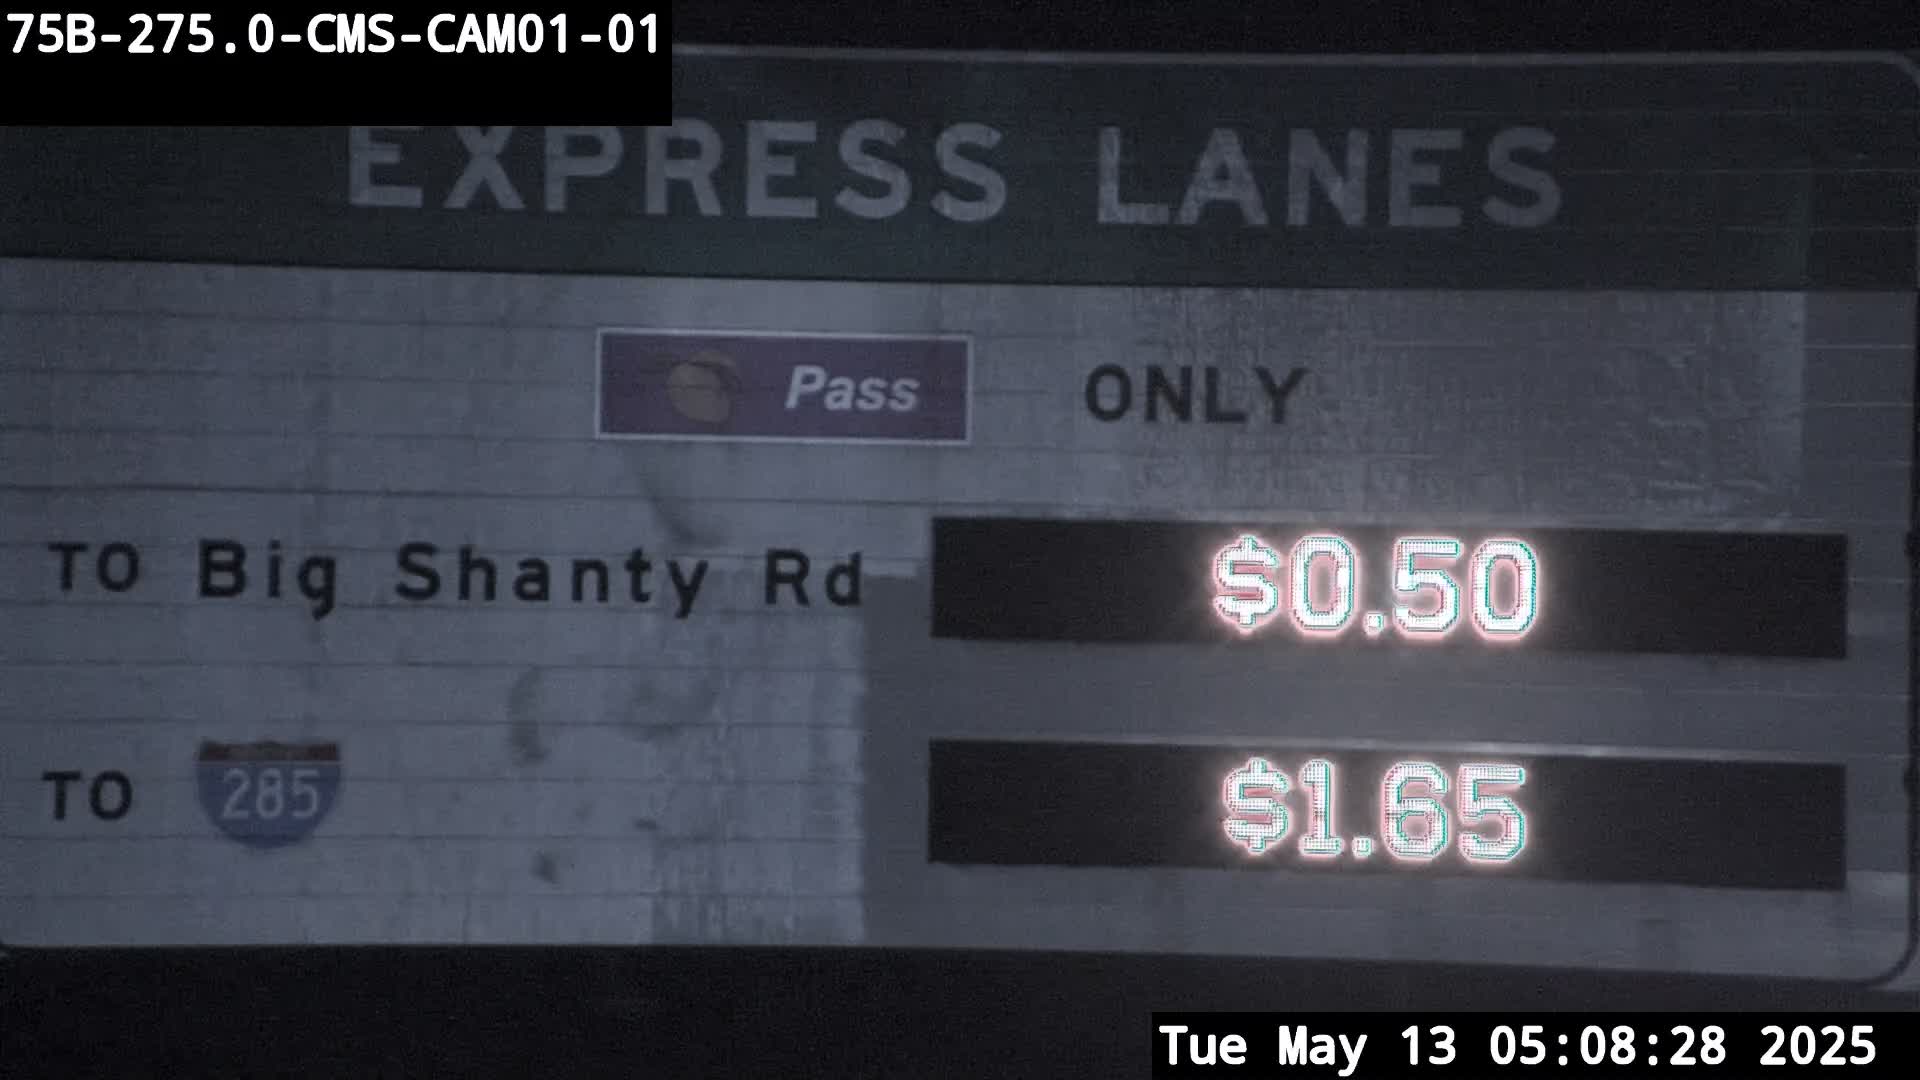 75B-275.0-CMS-CAM01-01
EXPRESS LANES
Pass ONLY
TO Big Shanty Rd $0.50
TO 285 $1.65
Tue May 13 05:08:28 2025